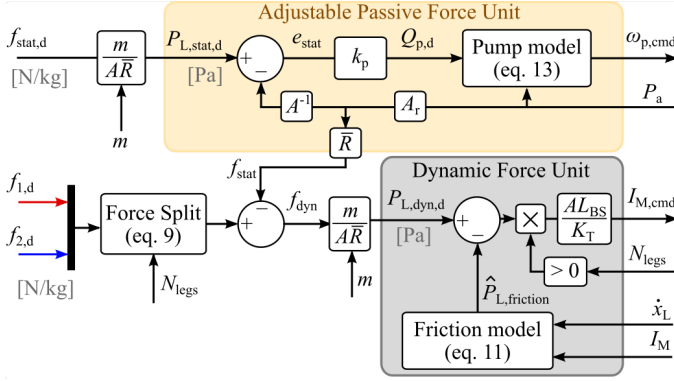 Adjustable Passive Force Unit
f_stat,d
[N/kg]
m
AR̅
m
P_L,stat,d
[Pa]
+
−
e_stat
k_p
Q_p,d
Pump model
(eq. 13)
ω_p,cmd
P_a
A⁻¹
A_r
R̅
f_stat
f_1,d
f_2,d
[N/kg]
Force Split
(eq. 9)
N_legs
−
+
f_dyn
m
AR̅
m
Dynamic Force Unit
P_L,dyn,d
[Pa]
+
−
×
AL_BS
K_T
I_M,cmd
N_legs
> 0
P̂_L,friction
Friction model
(eq. 11)
ẋ_L
I_M